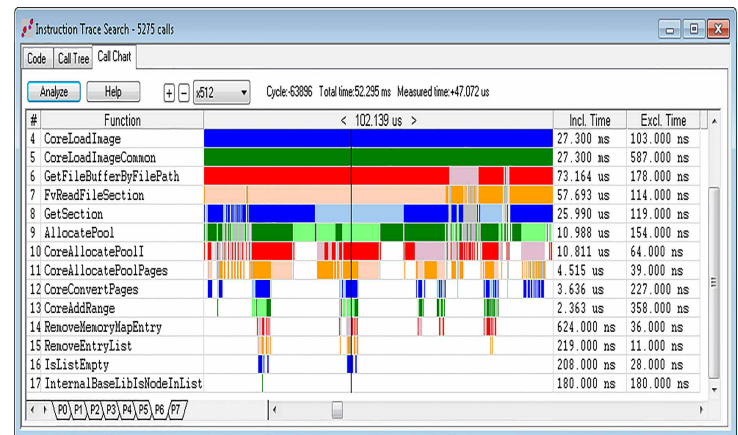 Instruction Trace Search - 5275 calls
Code Call Tree Call Chart
Analyze Help + - x512 Cycle:-63896 Total time:52.295 ms Measured time:+47.072 us
# Function < 102.139 us > Incl. Time Excl. Time
4 CoreLoadImage 27.300 ms 103.000 ns
5 CoreLoadImageCommon 27.300 ms 587.000 ns
6 GetFileBufferByFilePath 73.164 us 178.000 ns
7 FvReadFileSection 57.693 us 114.000 ns
8 GetSection 25.990 us 119.000 ns
9 AllocatePool 10.988 us 154.000 ns
10 CoreAllocatePoolI 10.811 us 64.000 ns
11 CoreAllocatePoolPages 4.515 us 39.000 ns
12 CoreConvertPages 3.636 us 227.000 ns
13 CoreAddRange 2.363 us 358.000 ns
14 RemoveMemoryMapEntry 624.000 ns 36.000 ns
15 RemoveEntryList 219.000 ns 11.000 ns
16 IsListEmpty 208.000 ns 28.000 ns
17 InternalBaseLibIsNodeInList 180.000 ns 180.000 ns
P0 P1 P2 P3 P4 P5 P6 P7